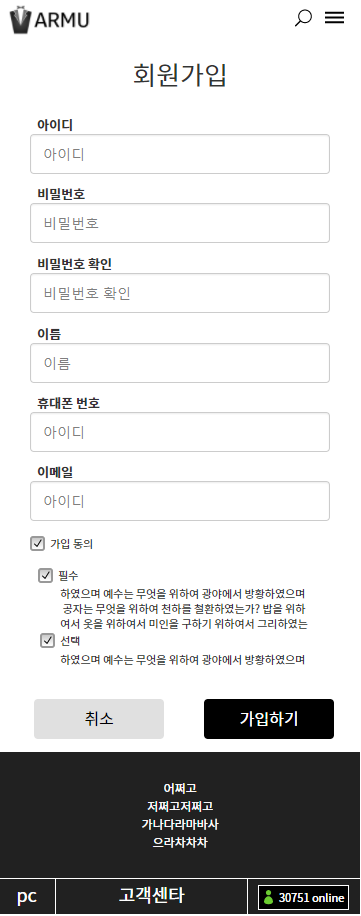 ARMU
회원가입
아이디
아이디
비밀번호
비밀번호
비밀번호 확인
비밀번호 확인
이름
이름
휴대폰 번호
아이디
이메일
아이디
가입 동의
필수
하였으며 예수는 무엇을 위하여 광야에서 방황하였으며
공자는 무엇을 위하여 천하를 철환하였는가? 밥을 위하
여서 옷을 위하여서 미인을 구하기 위하여서 그리하였는
선택
하였으며 예수는 무엇을 위하여 광야에서 방황하였으며
취소 가입하기
어쩌고
저쩌고저쩌고
가나다라마바사
으라차차차
pc 고객센타 30751 online